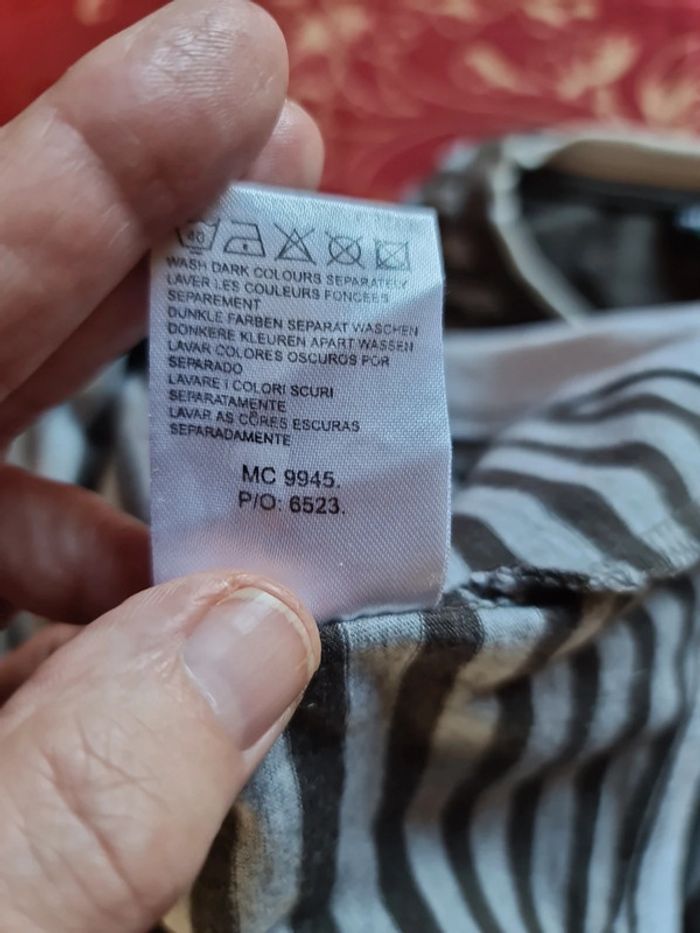 40
WASH DARK COLOURS SEPARATELY
LAVER LES COULEURS FONCEES
SEPAREMENT
DUNKLE FARBEN SEPARAT WASCHEN
DONKERE KLEUREN APART WASSEN
LAVAR COLORES OSCUROS POR
SEPARADO
LAVARE I COLORI SCURI
SEPARATAMENTE
LAVAR AS CÔRES ESCURAS
SEPARADAMENTE
MC 9945.
P/O: 6523.